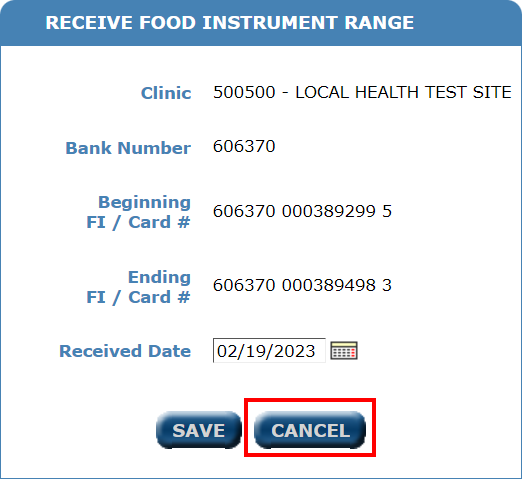 RECEIVE FOOD INSTRUMENT RANGE
Clinic 500500 - LOCAL HEALTH TEST SITE
Bank Number 606370
Beginning
FI / Card # 606370 000389299 5
Ending
FI / Card # 606370 000389498 3
Received Date 02/19/2023
SAVE CANCEL